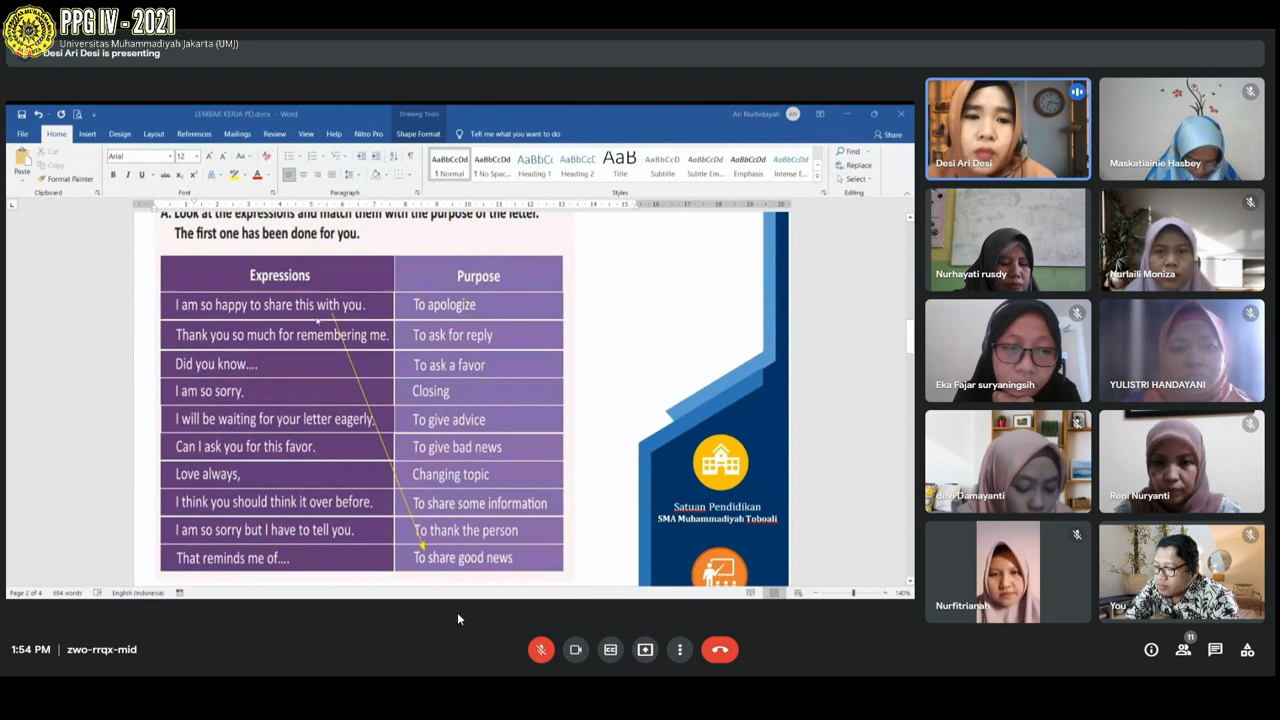 PPG IV - 2021
Universitas Muhammadiyah Jakarta (UMJ)
Desi Ari Desi is presenting
LEMBAR KERJA PD.docx - Word
Drawing Tools
Ari Nurhidayah
AN
File Home Insert Design Layout References Mailings Review View Help Nitro Pro Shape Format Tell me what you want to do
Share
Paste
Cut
Copy
Format Painter
Clipboard
Arial 12
Font
Paragraph
AaBbCcDd AaBbCcDd AaBbCc AaBbCcD AaB AaBbCcD AaBbCcDd AaBbCcDd AaBbCcDd
1 Normal 1 No Spac... Heading 1 Heading 2 Title Subtitle Subtle Em... Emphasis Intense E...
Styles
Find
Replace
Select
Editing
A. Look at the expressions and match them with the purpose of the letter.
The first one has been done for you.
Expressions Purpose
I am so happy to share this with you. To apologize
Thank you so much for remembering me. To ask for reply
Did you know.... To ask a favor
I am so sorry. Closing
I will be waiting for your letter eagerly. To give advice
Can I ask you for this favor. To give bad news
Love always, Changing topic
I think you should think it over before. To share some information
I am so sorry but I have to tell you. To thank the person
That reminds me of.... To share good news
Satuan Pendidikan
SMA Muhammadiyah Toboali
Page 2 of 4 694 words English (Indonesia)
140%
Desi Ari Desi
Maskatiainie Hasbey
Nurhayati rusdy
Nurlaili Moniza
Eka Fajar suryaningsih
YULISTRI HANDAYANI
devi Damayanti
Reni Nuryanti
Nurfitrianah
You
1:54 PM | zwo-rrqx-mid
11